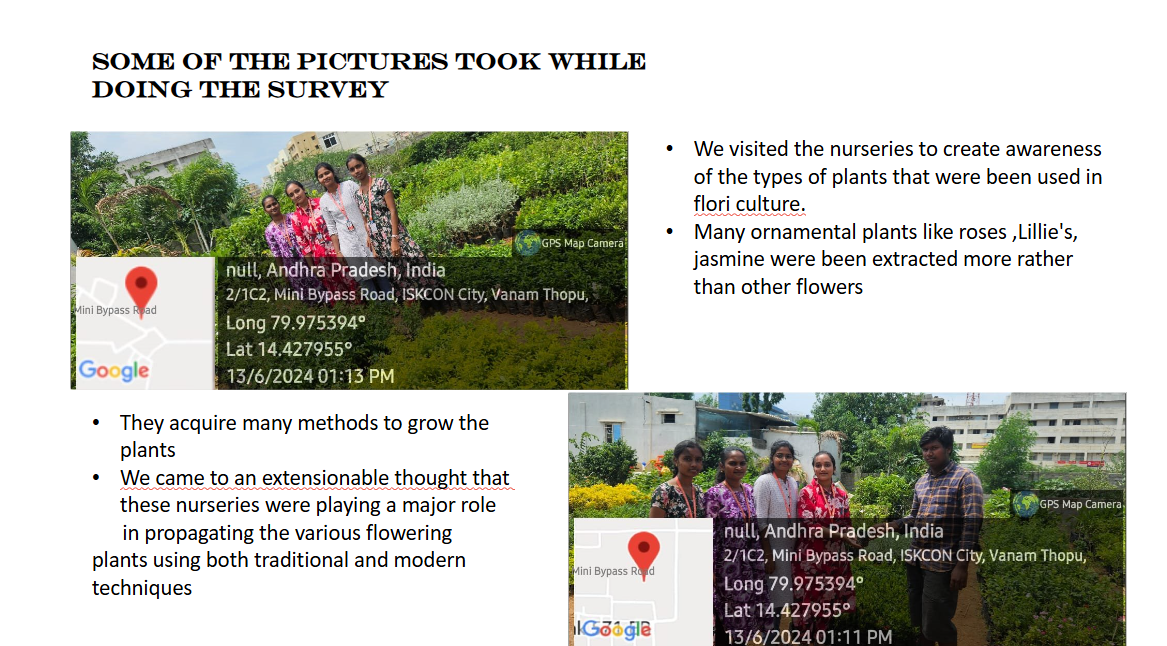 SOME OF THE PICTURES TOOK WHILE
DOING THE SURVEY
GPS Map Camera
null, Andhra Pradesh, India
2/1C2, Mini Bypass Road, ISKCON City, Vanam Thopu,
Long 79.975394°
Lat 14.427955°
13/6/2024 01:13 PM
Mini Bypass Road
Google
• We visited the nurseries to create awareness
of the types of plants that were been used in
flori culture.
• Many ornamental plants like roses ,Lillie's,
jasmine were been extracted more rather
than other flowers
• They acquire many methods to grow the
plants
• We came to an extensionable thought that
these nurseries were playing a major role
in propagating the various flowering
plants using both traditional and modern
techniques
GPS Map Camera
null, Andhra Pradesh, India
2/1C2, Mini Bypass Road, ISKCON City, Vanam Thopu,
Long 79.975394°
Lat 14.427955°
13/6/2024 01:11 PM
Mini Bypass Road
Google